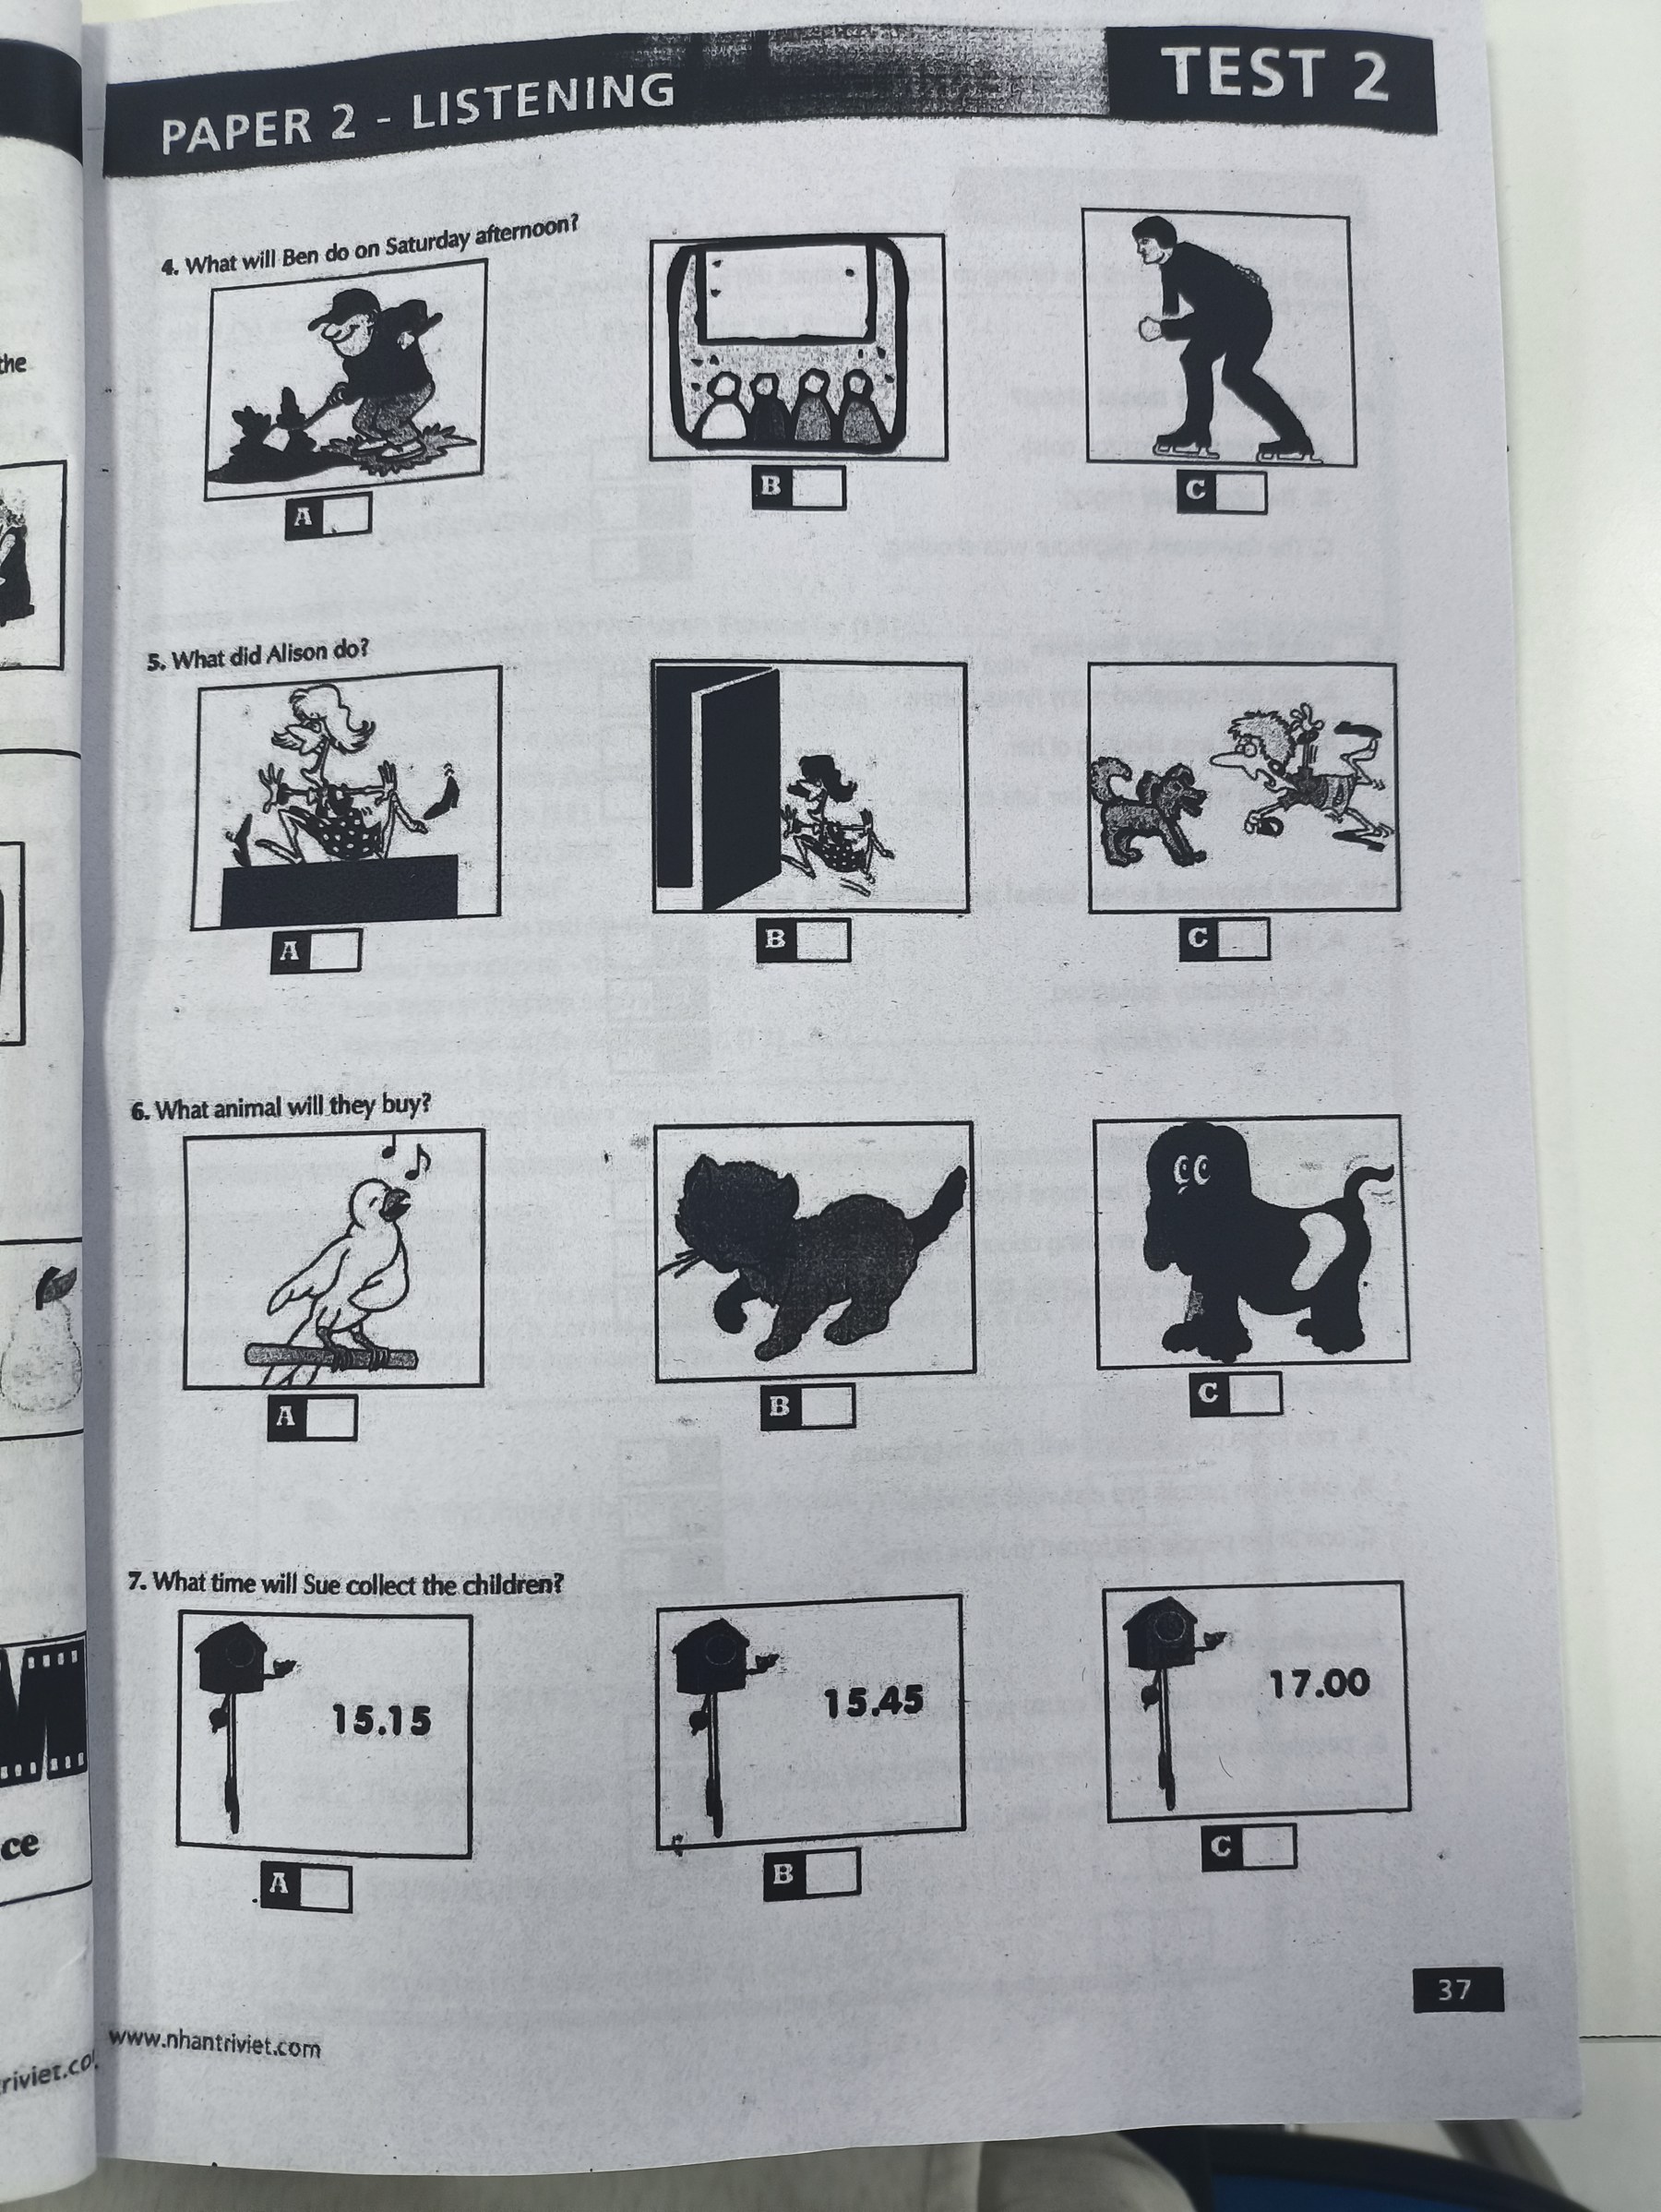 PAPER 2 - LISTENING
TEST 2
4. What will Ben do on Saturday afternoon?
A
B
C
5. What did Alison do?
A
B
C
6. What animal will they buy?
A
B
C
7. What time will Sue collect the children?
15.15
15.45
17.00
A
B
C
37
www.nhantriviet.com
the
ce